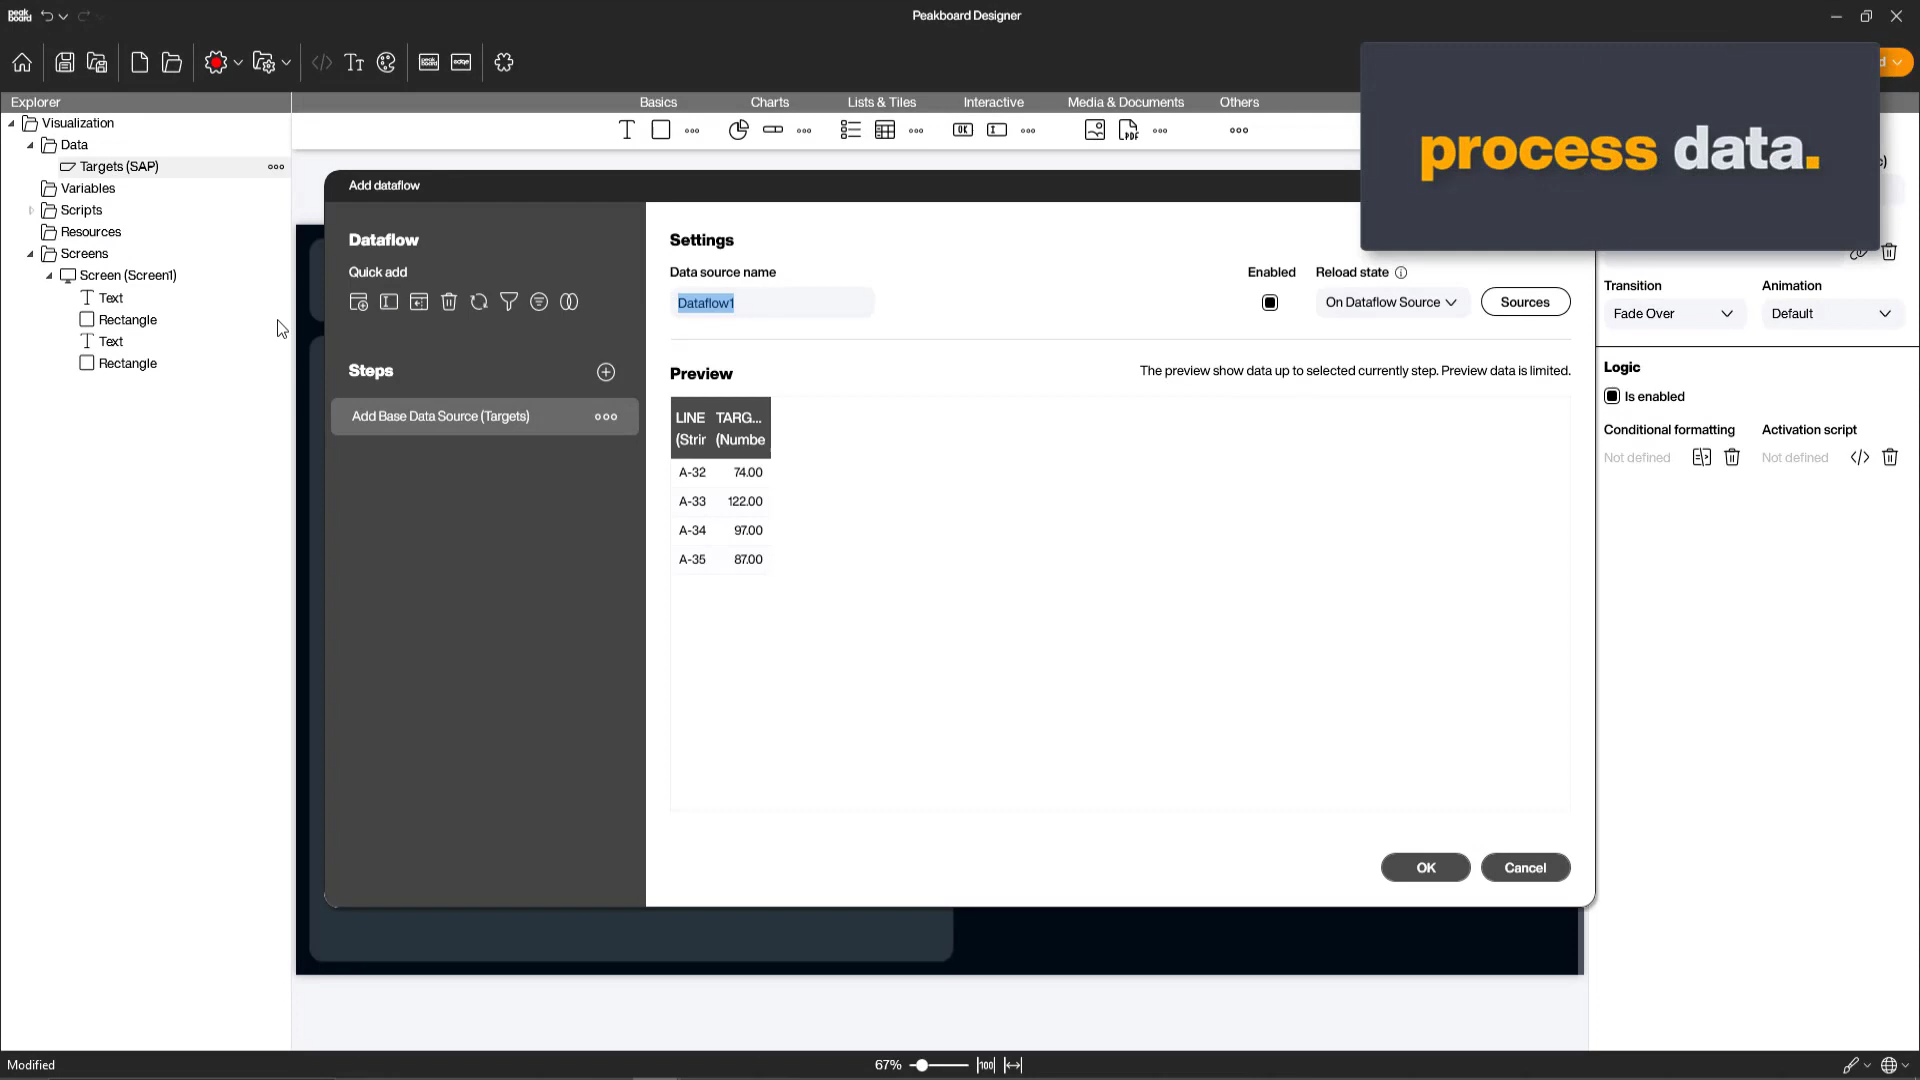 peak board
Peakboard Designer
Explorer
Basics
Charts
Lists & Tiles
Interactive
Media & Documents
Others
process data.
Visualization
Data
Targets (SAP)
Variables
Scripts
Resources
Screens
Screen (Screen1)
Text
Rectangle
Text
Rectangle
OK
PDF
Add dataflow
Dataflow
Quick add
Steps
Add Base Data Source (Targets)
Settings
Data source name
Dataflow1
Enabled
Reload state
On Dataflow Source
Sources
Preview
The preview show data up to selected currently step. Preview data is limited.
LINE TARG...
(Strir (Numbe
A-32 74.00
A-33 122.00
A-34 97.00
A-35 87.00
OK
Cancel
Transition
Animation
Fade Over
Default
Logic
Is enabled
Conditional formatting
Activation script
Not defined
Not defined
Modified
67%
100